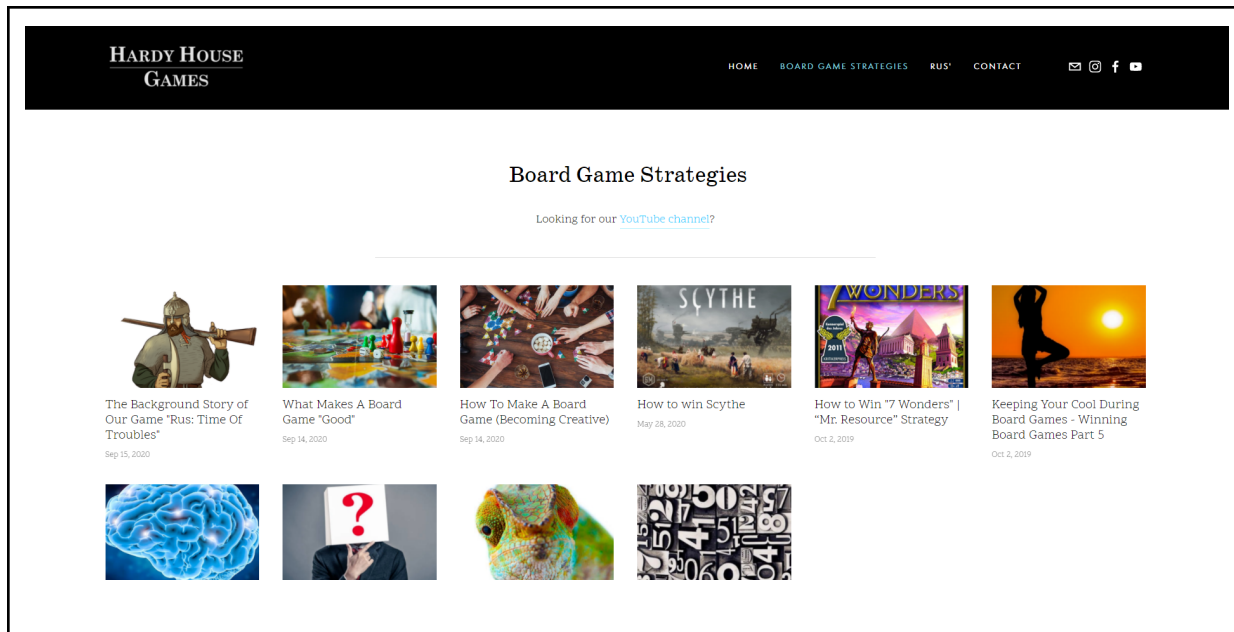 HARDY HOUSE
GAMES
HOME BOARD GAME STRATEGIES RUS' CONTACT
Board Game Strategies
Looking for our YouTube channel?
SCYTHE
7 WONDERS
2011
The Background Story of
Our Game "Rus: Time Of
Troubles"
Sep 15, 2020
What Makes A Board
Game "Good"
Sep 14, 2020
How To Make A Board
Game (Becoming Creative)
Sep 14, 2020
How to win Scythe
May 28, 2020
How to Win "7 Wonders" |
“Mr. Resource” Strategy
Oct 2, 2019
Keeping Your Cool During
Board Games - Winning
Board Games Part 5
Oct 2, 2019
?